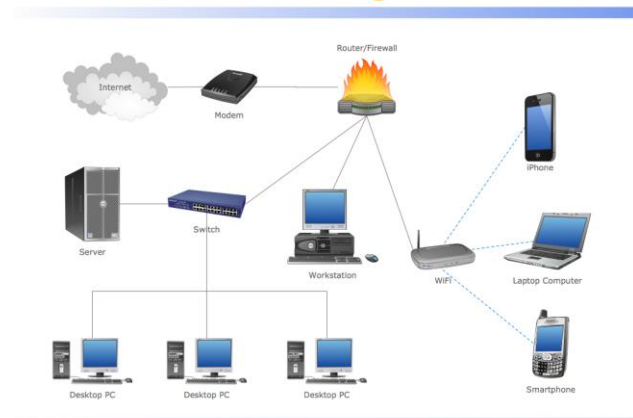 Router/Firewall
Internet
Modem
iPhone
Switch
Server
Workstation
WiFi
Laptop Computer
Desktop PC
Desktop PC
Desktop PC
Smartphone